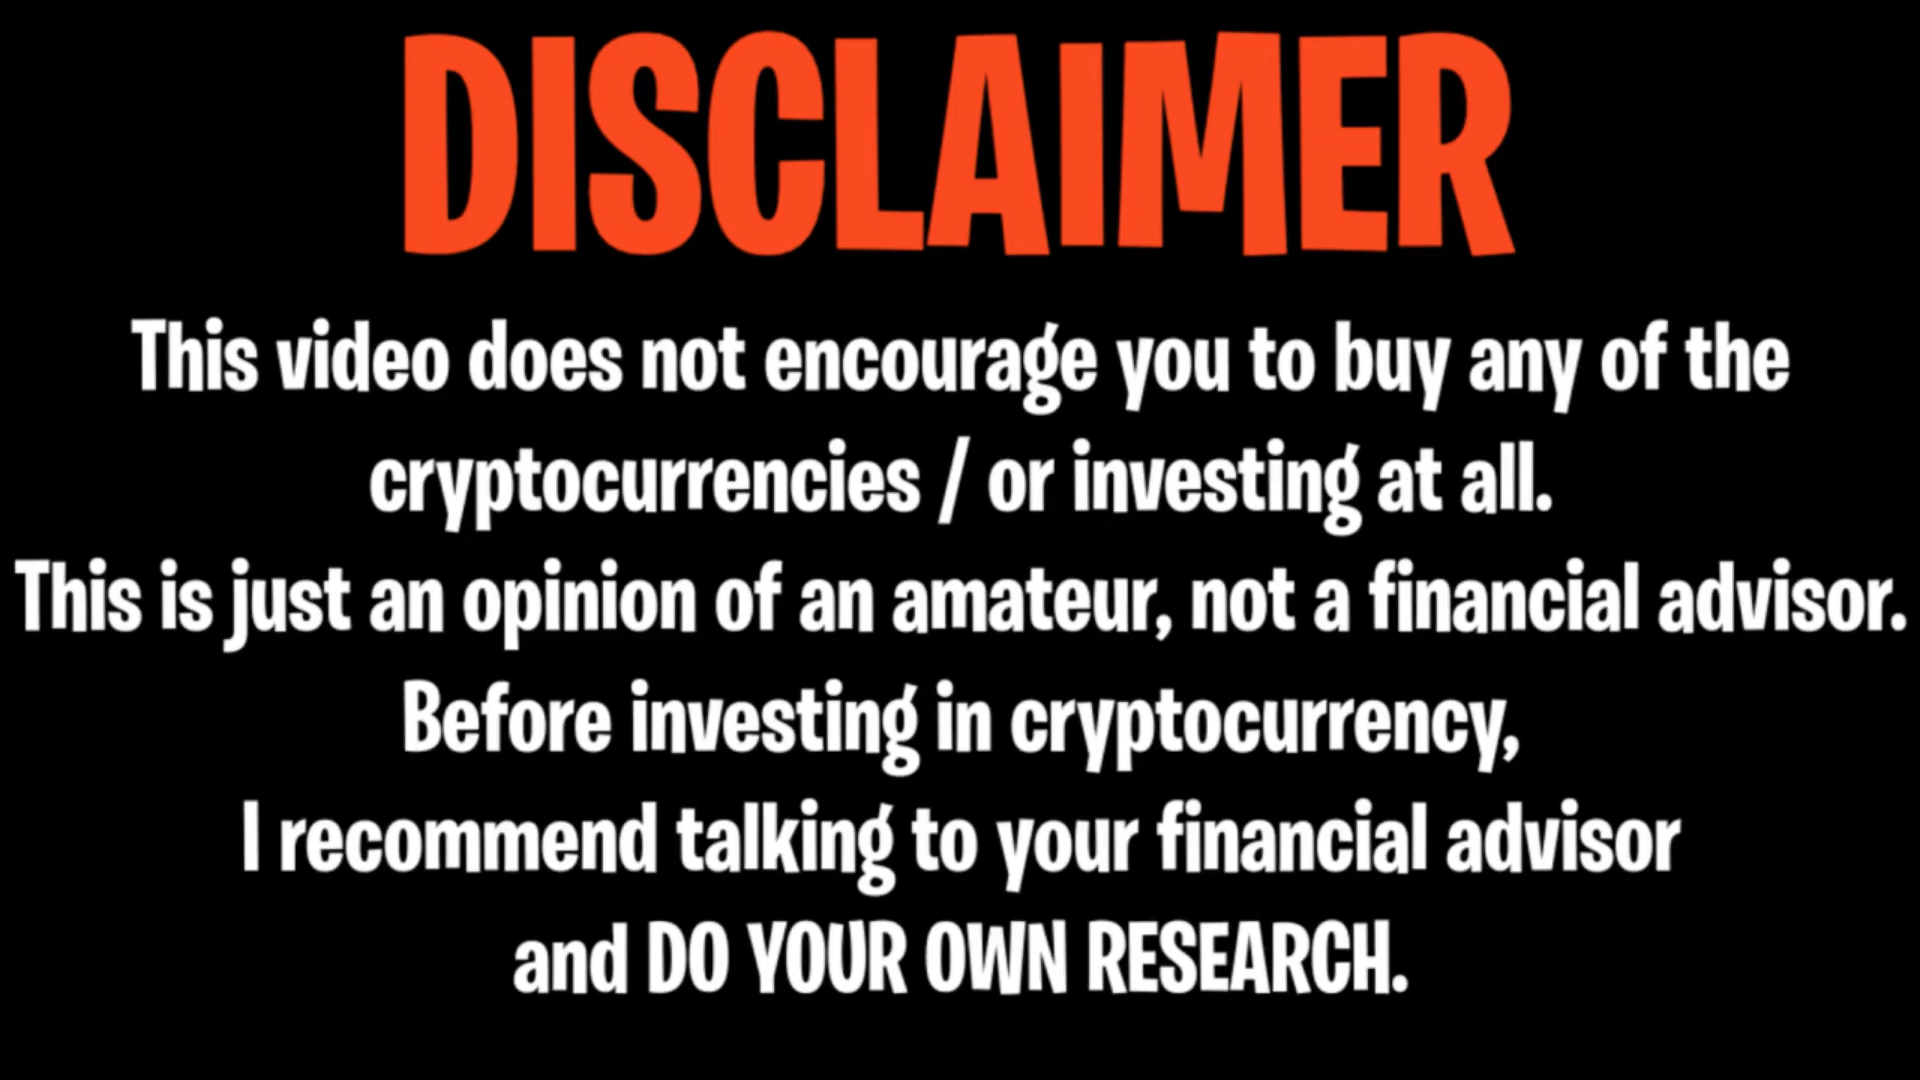 DISCLAIMER
This video does not encourage you to buy any of the
cryptocurrencies / or investing at all.
This is just an opinion of an amateur, not a financial advisor.
Before investing in cryptocurrency,
I recommend talking to your financial advisor
and DO YOUR OWN RESEARCH.